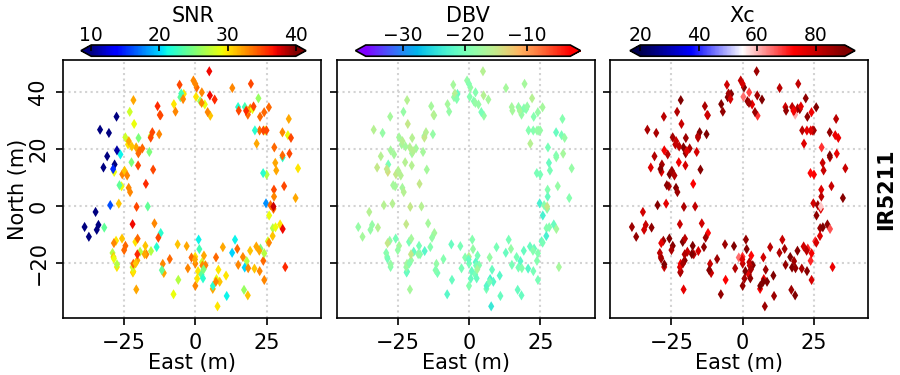 SNR DBV Xc
10 20 30 40 −30 −20 −10 20 40 60 80
40
20
0
−20
North (m)
IR5211
−25 0 25 −25 0 25 −25 0 25
East (m) East (m) East (m)